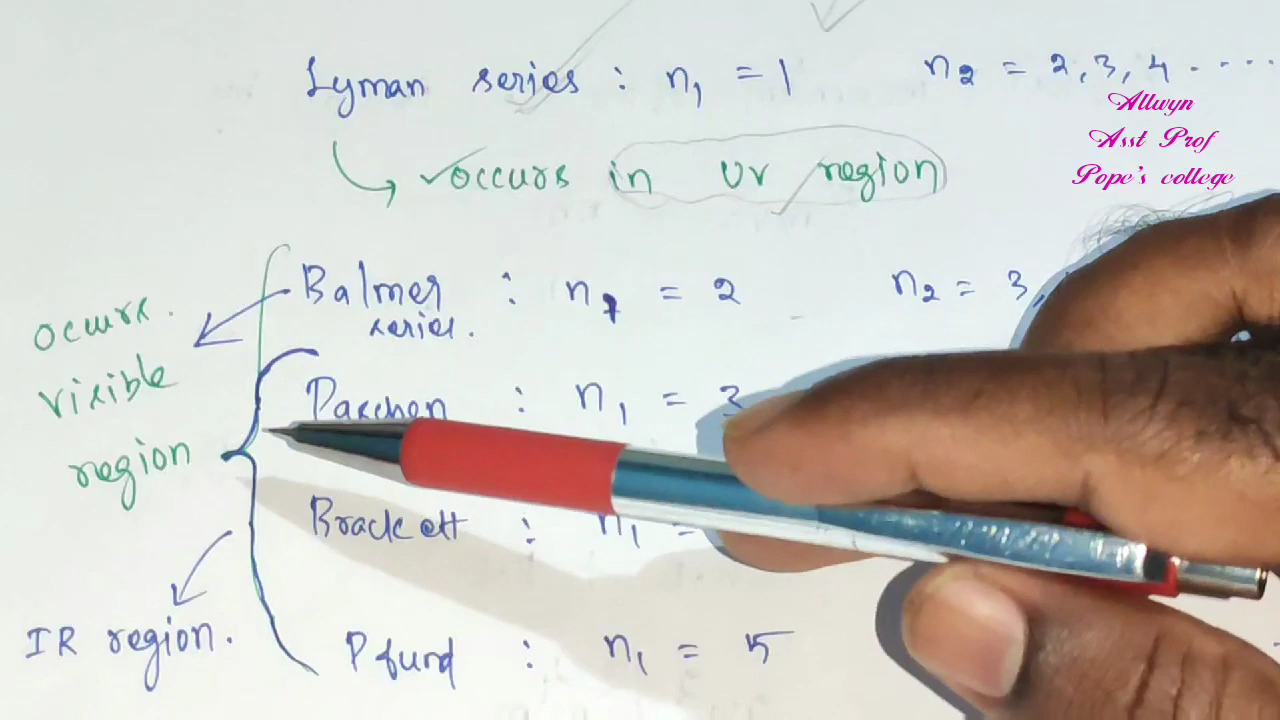 Lyman series : n₁ = 1 n₂ = 2, 3, 4 . . . .
Allwyn
Asst Prof
Pope's college
occurs in UV region
Balmer series. : n₁ = 2 n₂ = 3,
occurs.
visible
region
Paschen : n₁ = 3
Brackett : n₁ =
IR region.
Pfund : n₁ = 5